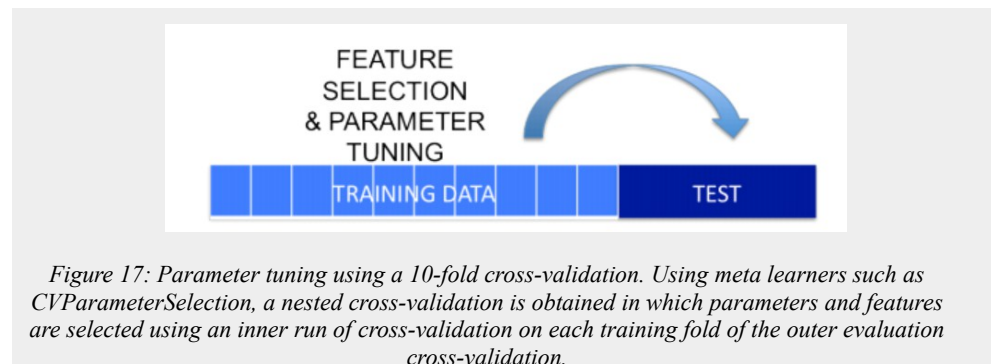 FEATURE
SELECTION
& PARAMETER
TUNING
TRAINING DATA
TEST
Figure 17: Parameter tuning using a 10-fold cross-validation. Using meta learners such as
CVParameterSelection, a nested cross-validation is obtained in which parameters and features
are selected using an inner run of cross-validation on each training fold of the outer evaluation
cross-validation.